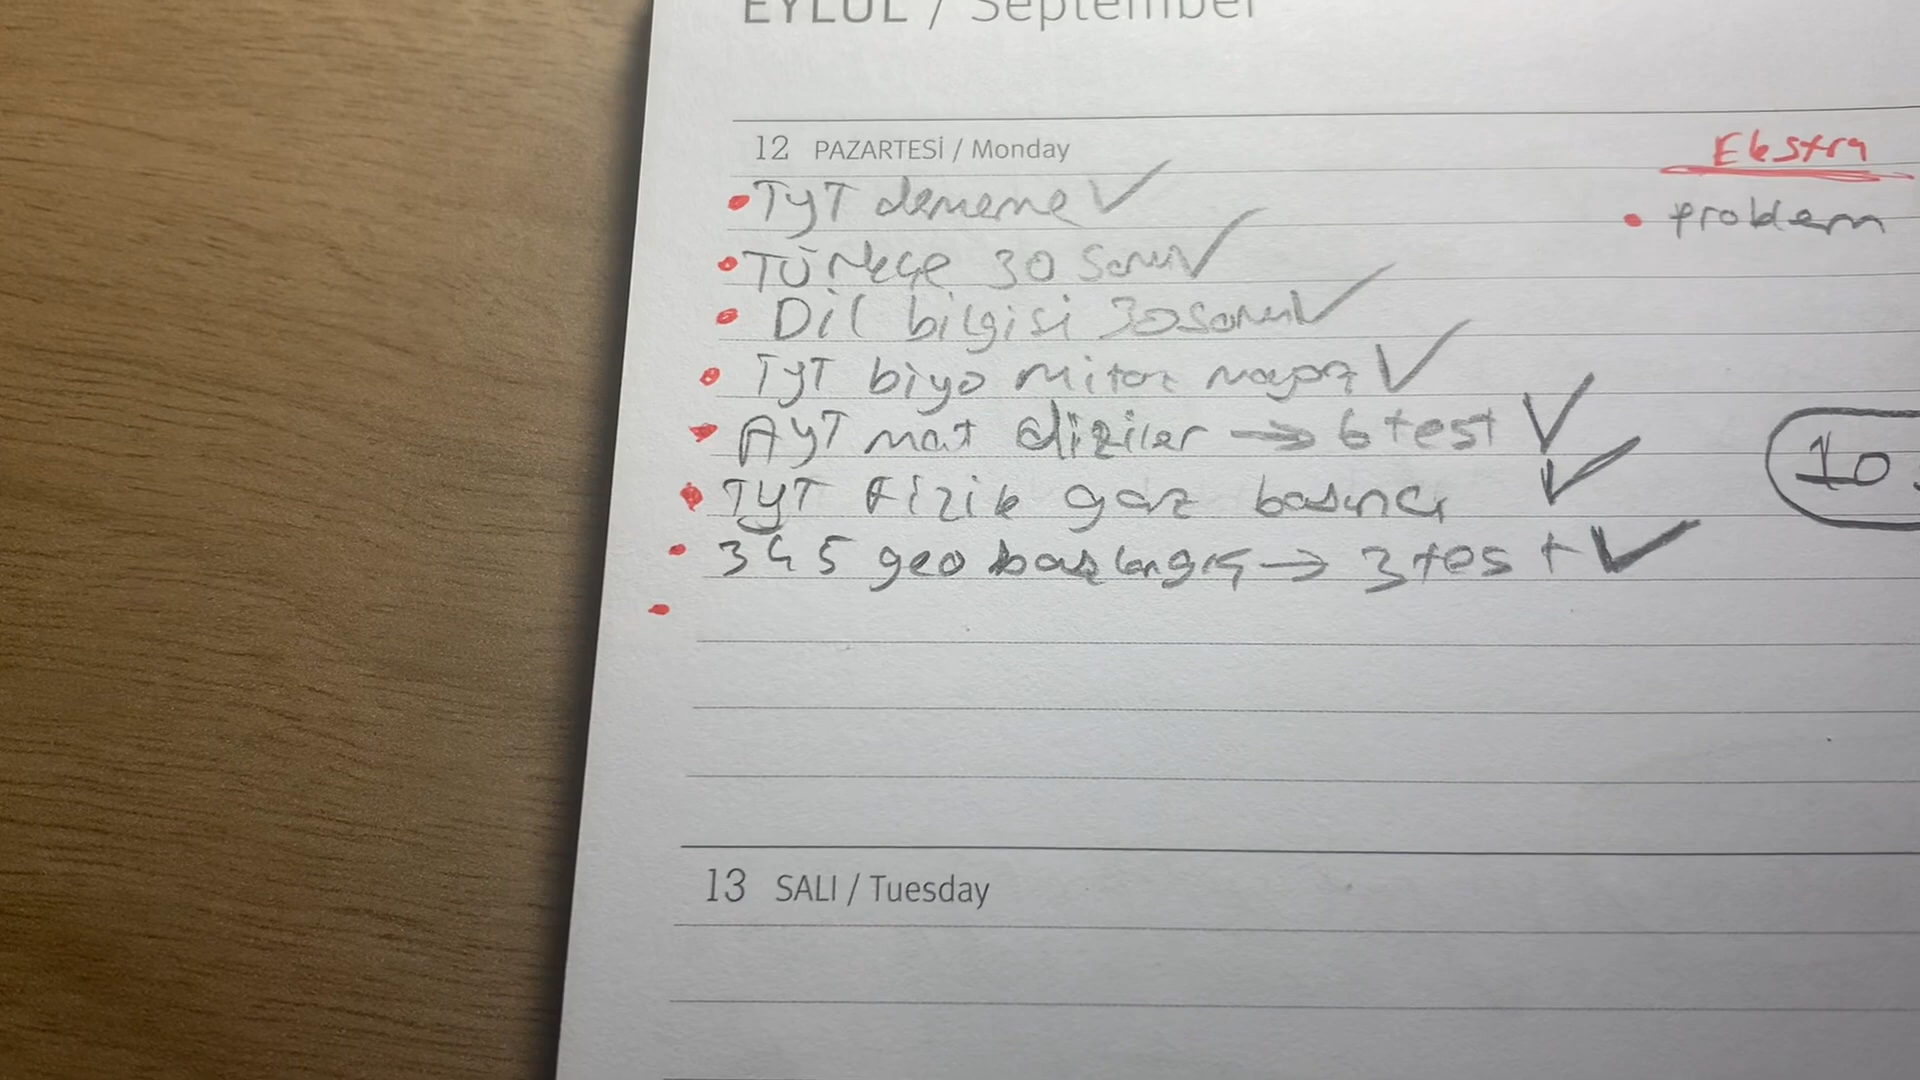 EYLÜL / September
12 PAZARTESİ / Monday
Ekstra
• TYT deneme ✓
• problem
• Türkçe 30 soru ✓
• Dil bilgisi 30 soru ✓
• TYT biyo mitoz mayoz ✓
• AYT mat diziler → 6 test ✓
10
• TYT Fizik gaz basıncı ✓
• 345 geo başlangıç → 3 test ✓
•
13 SALI / Tuesday